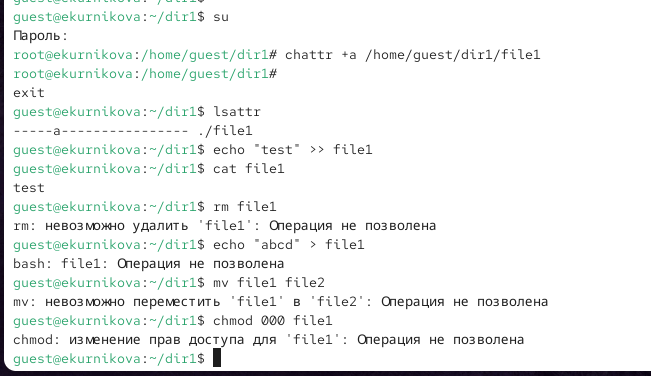 guest@ekurnikova:~/dir1$ su
Пароль:
root@ekurnikova:/home/guest/dir1# chattr +a /home/guest/dir1/file1
root@ekurnikova:/home/guest/dir1#
exit
guest@ekurnikova:~/dir1$ lsattr
-----a---------------- ./file1
guest@ekurnikova:~/dir1$ echo "test" >> file1
guest@ekurnikova:~/dir1$ cat file1
test
guest@ekurnikova:~/dir1$ rm file1
rm: невозможно удалить 'file1': Операция не позволена
guest@ekurnikova:~/dir1$ echo "abcd" > file1
bash: file1: Операция не позволена
guest@ekurnikova:~/dir1$ mv file1 file2
mv: невозможно переместить 'file1' в 'file2': Операция не позволена
guest@ekurnikova:~/dir1$ chmod 000 file1
chmod: изменение прав доступа для 'file1': Операция не позволена
guest@ekurnikova:~/dir1$